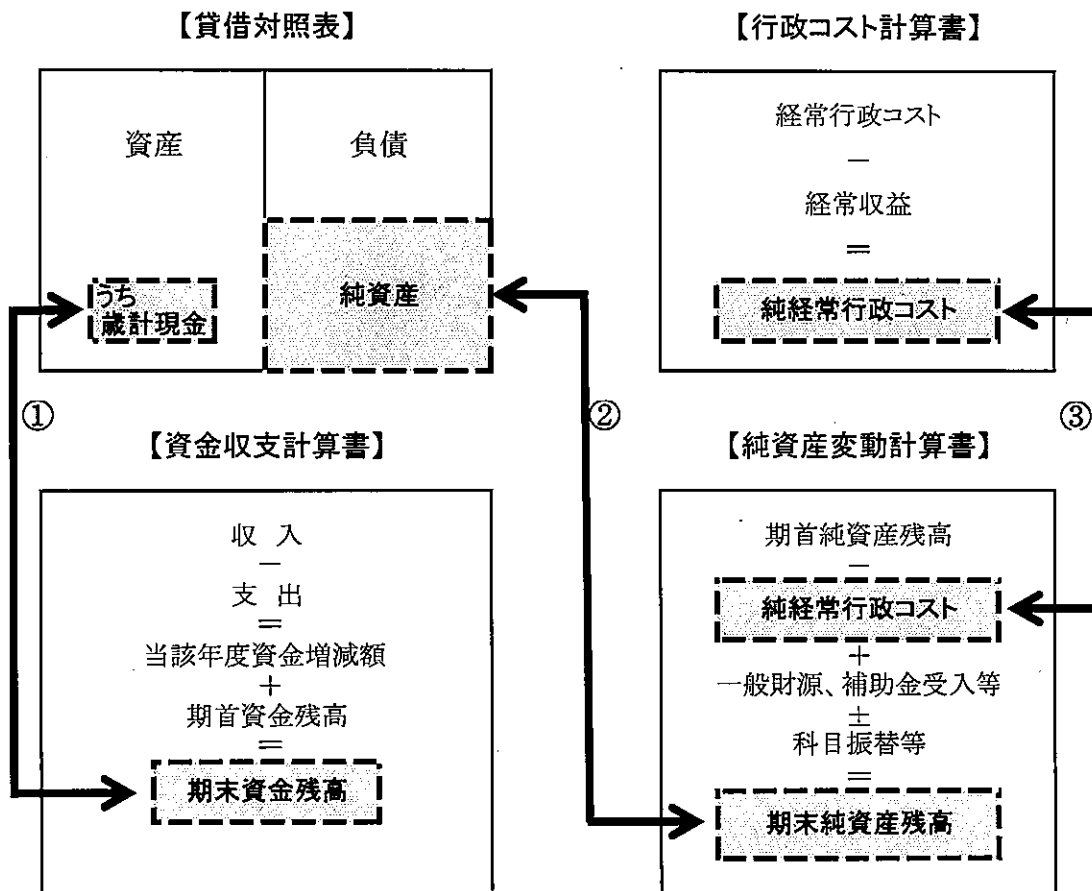 【貸借対照表】
資産
負債
うち
歳計現金
純資産
【行政コスト計算書】
経常行政コスト
－
経常収益
＝
純経常行政コスト
①
②
③
【資金収支計算書】
収 入
－
支 出
＝
当該年度資金増減額
＋
期首資金残高
＝
期末資金残高
【純資産変動計算書】
期首純資産残高
－
純経常行政コスト
＋
一般財源、補助金受入等
±
科目振替等
＝
期末純資産残高